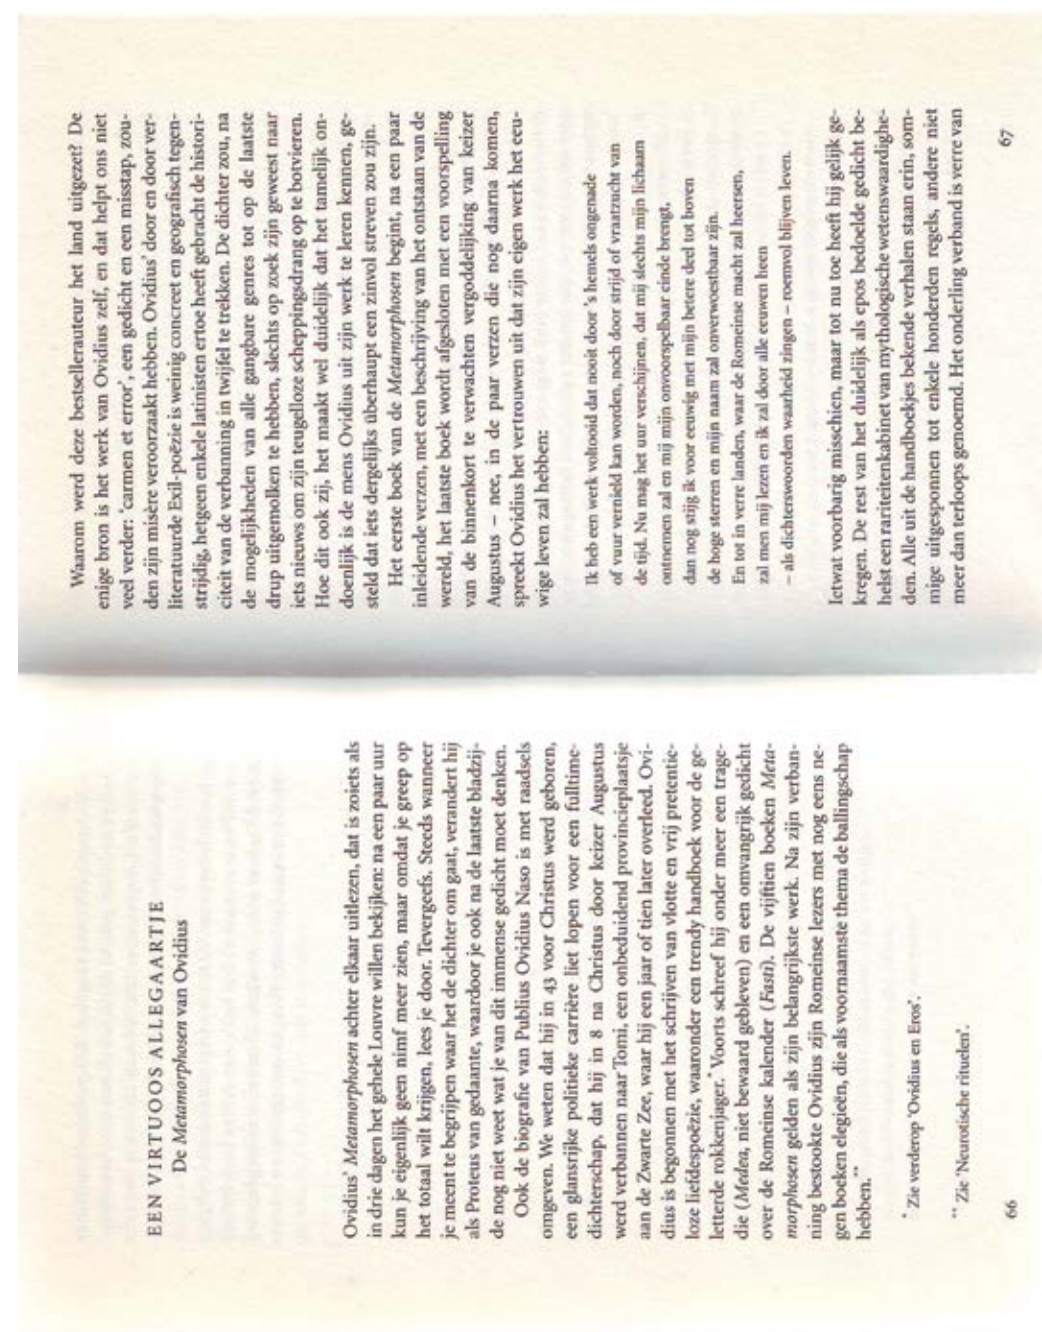 EEN VIRTUOOS ALLEGAARTJE
De Metamorphosen van Ovidius
Ovidius' Metamorphosen achter elkaar uitlezen, dat is zoiets als
in drie dagen het gehele Louvre willen bekijken: na een paar uur
kun je eigenlijk geen nimf meer zien, maar omdat je greep op
het totaal wilt krijgen, lees je door. Tevergeefs. Steeds wanneer
je meent te begrijpen waar het de dichter om gaat, verandert hij
als Proteus van gedaante, waardoor je ook na de laatste bladzij-
de nog niet weet wat je van dit immense gedicht moet denken.
Ook de biografie van Publius Ovidius Naso is met raadsels
omgeven. We weten dat hij in 43 voor Christus werd geboren,
een glansrijke politieke carrière liet lopen voor een fulltime-
dichterschap, dat hij in 8 na Christus door keizer Augustus
werd verbannen naar Tomi, een onbeduidend provincieplaatsje
aan de Zwarte Zee, waar hij een jaar of tien later overleed. Ovi-
dius is begonnen met het schrijven van vlotte en vrij pretentie-
loze liefdespoëzie, waaronder een trendy handboek voor de ge-
letterde rokkenjager.* Voorts schreef hij onder meer een trage-
die (Medea, niet bewaard gebleven) en een omvangrijk gedicht
over de Romeinse kalender (Fasti). De vijftien boeken Meta-
morphosen gelden als zijn belangrijkste werk. Na zijn verban-
ning bestookte Ovidius zijn Romeinse lezers met nog eens ne-
gen boeken elegieën, die als voornaamste thema de ballingschap
hebben.**
* Zie verderop 'Ovidius en Eros'.
** Zie 'Neurotische rituelen'.
66
Waarom werd deze bestsellerauteur het land uitgezet? De
enige bron is het werk van Ovidius zelf, en dat helpt ons niet
veel verder: 'carmen et error', een gedicht en een misstap, zou-
den zijn misère veroorzaakt hebben. Ovidius' door en door ver-
literatuurde Exil-poëzie is weinig concreet en geografisch tegen-
strijdig, hetgeen enkele latinisten ertoe heeft gebracht de histori-
citeit van de verbanning in twijfel te trekken. De dichter zou, na
de mogelijkheden van alle gangbare genres tot op de laatste
drup uitgemolken te hebben, slechts op zoek zijn geweest naar
iets nieuws om zijn teugelloze scheppingsdrang op te botvieren.
Hoe dit ook zij, het maakt wel duidelijk dat het tamelijk on-
doenlijk is de mens Ovidius uit zijn werk te leren kennen, ge-
steld dat iets dergelijks überhaupt een zinvol streven zou zijn.
Het eerste boek van de Metamorphosen begint, na een paar
inleidende verzen, met een beschrijving van het ontstaan van de
wereld, het laatste boek wordt afgesloten met een voorspelling
van de binnenkort te verwachten vergoddelijking van keizer
Augustus – nee, in de paar verzen die nog daarna komen,
spreekt Ovidius het vertrouwen uit dat zijn eigen werk het eeu-
wige leven zal hebben:
Ik heb een werk voltooid dat nooit door 's hemels ongenade
of vuur vernield kan worden, noch door strijd of vraatzucht van
de tijd. Nu mag het uur verschijnen, dat mij slechts mijn lichaam
ontnemen zal en mij mijn onvoorspelbaar einde brengt,
dan nog stijg ik voor eeuwig met mijn betere deel tot boven
de hoge sterren en mijn naam zal onverwoestbaar zijn.
En tot in verre landen, waar de Romeinse macht zal heersen,
zal men mij lezen en ik zal door alle eeuwen heen
– als dichterswoorden waarheid zingen – roemvol blijven leven.
Ietwat voorbarig misschien, maar tot nu toe heeft hij gelijk ge-
kregen. De rest van het duidelijk als epos bedoelde gedicht be-
helst een rariteitenkabinet van mythologische wetenswaardighe-
den. Alle uit de handboekjes bekende verhalen staan erin, som-
mige uitgesponnen tot enkele honderden regels, andere niet
meer dan terloops genoemd. Het onderling verband is verre van
67